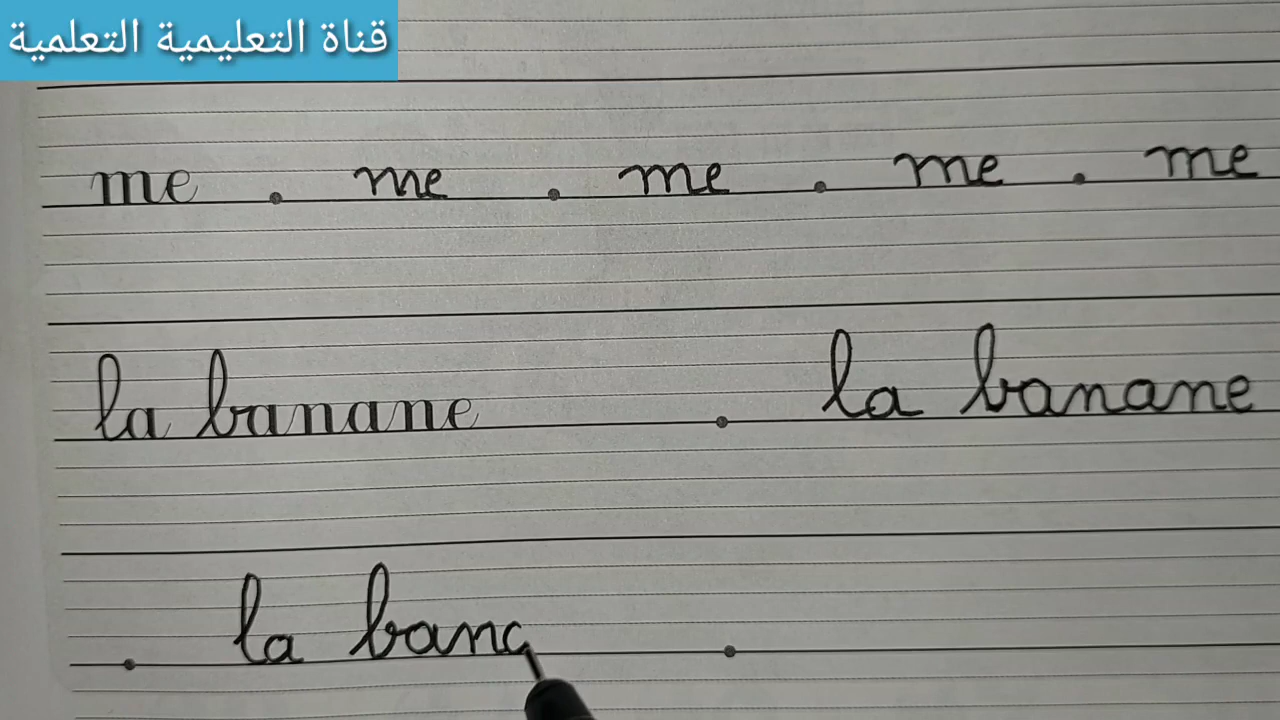 قناة التعليمية التعلمية
me . me . me . me . me
la banane . la banane
. la banc .